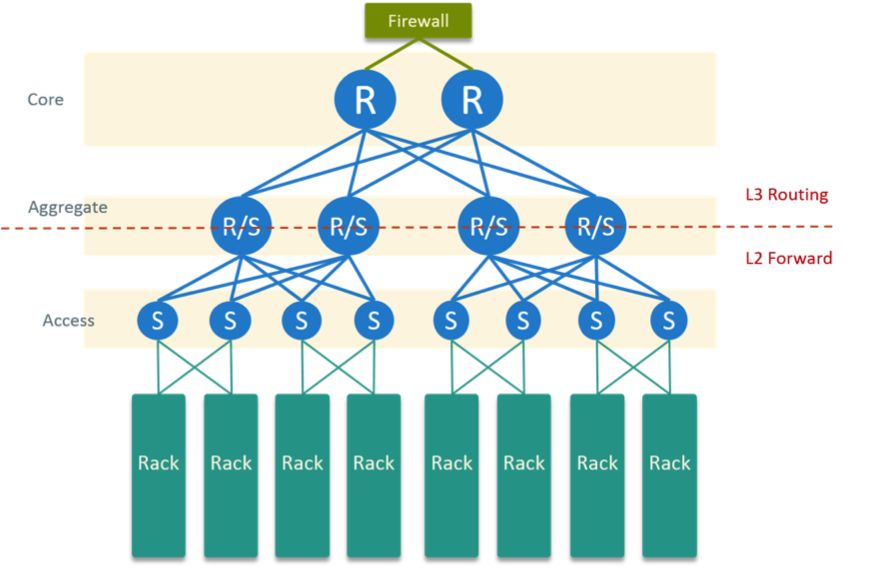 Firewall
Core
R R
L3 Routing
Aggregate
R/S R/S R/S R/S
L2 Forward
Access
S S S S S S S S
Rack Rack Rack Rack Rack Rack Rack Rack